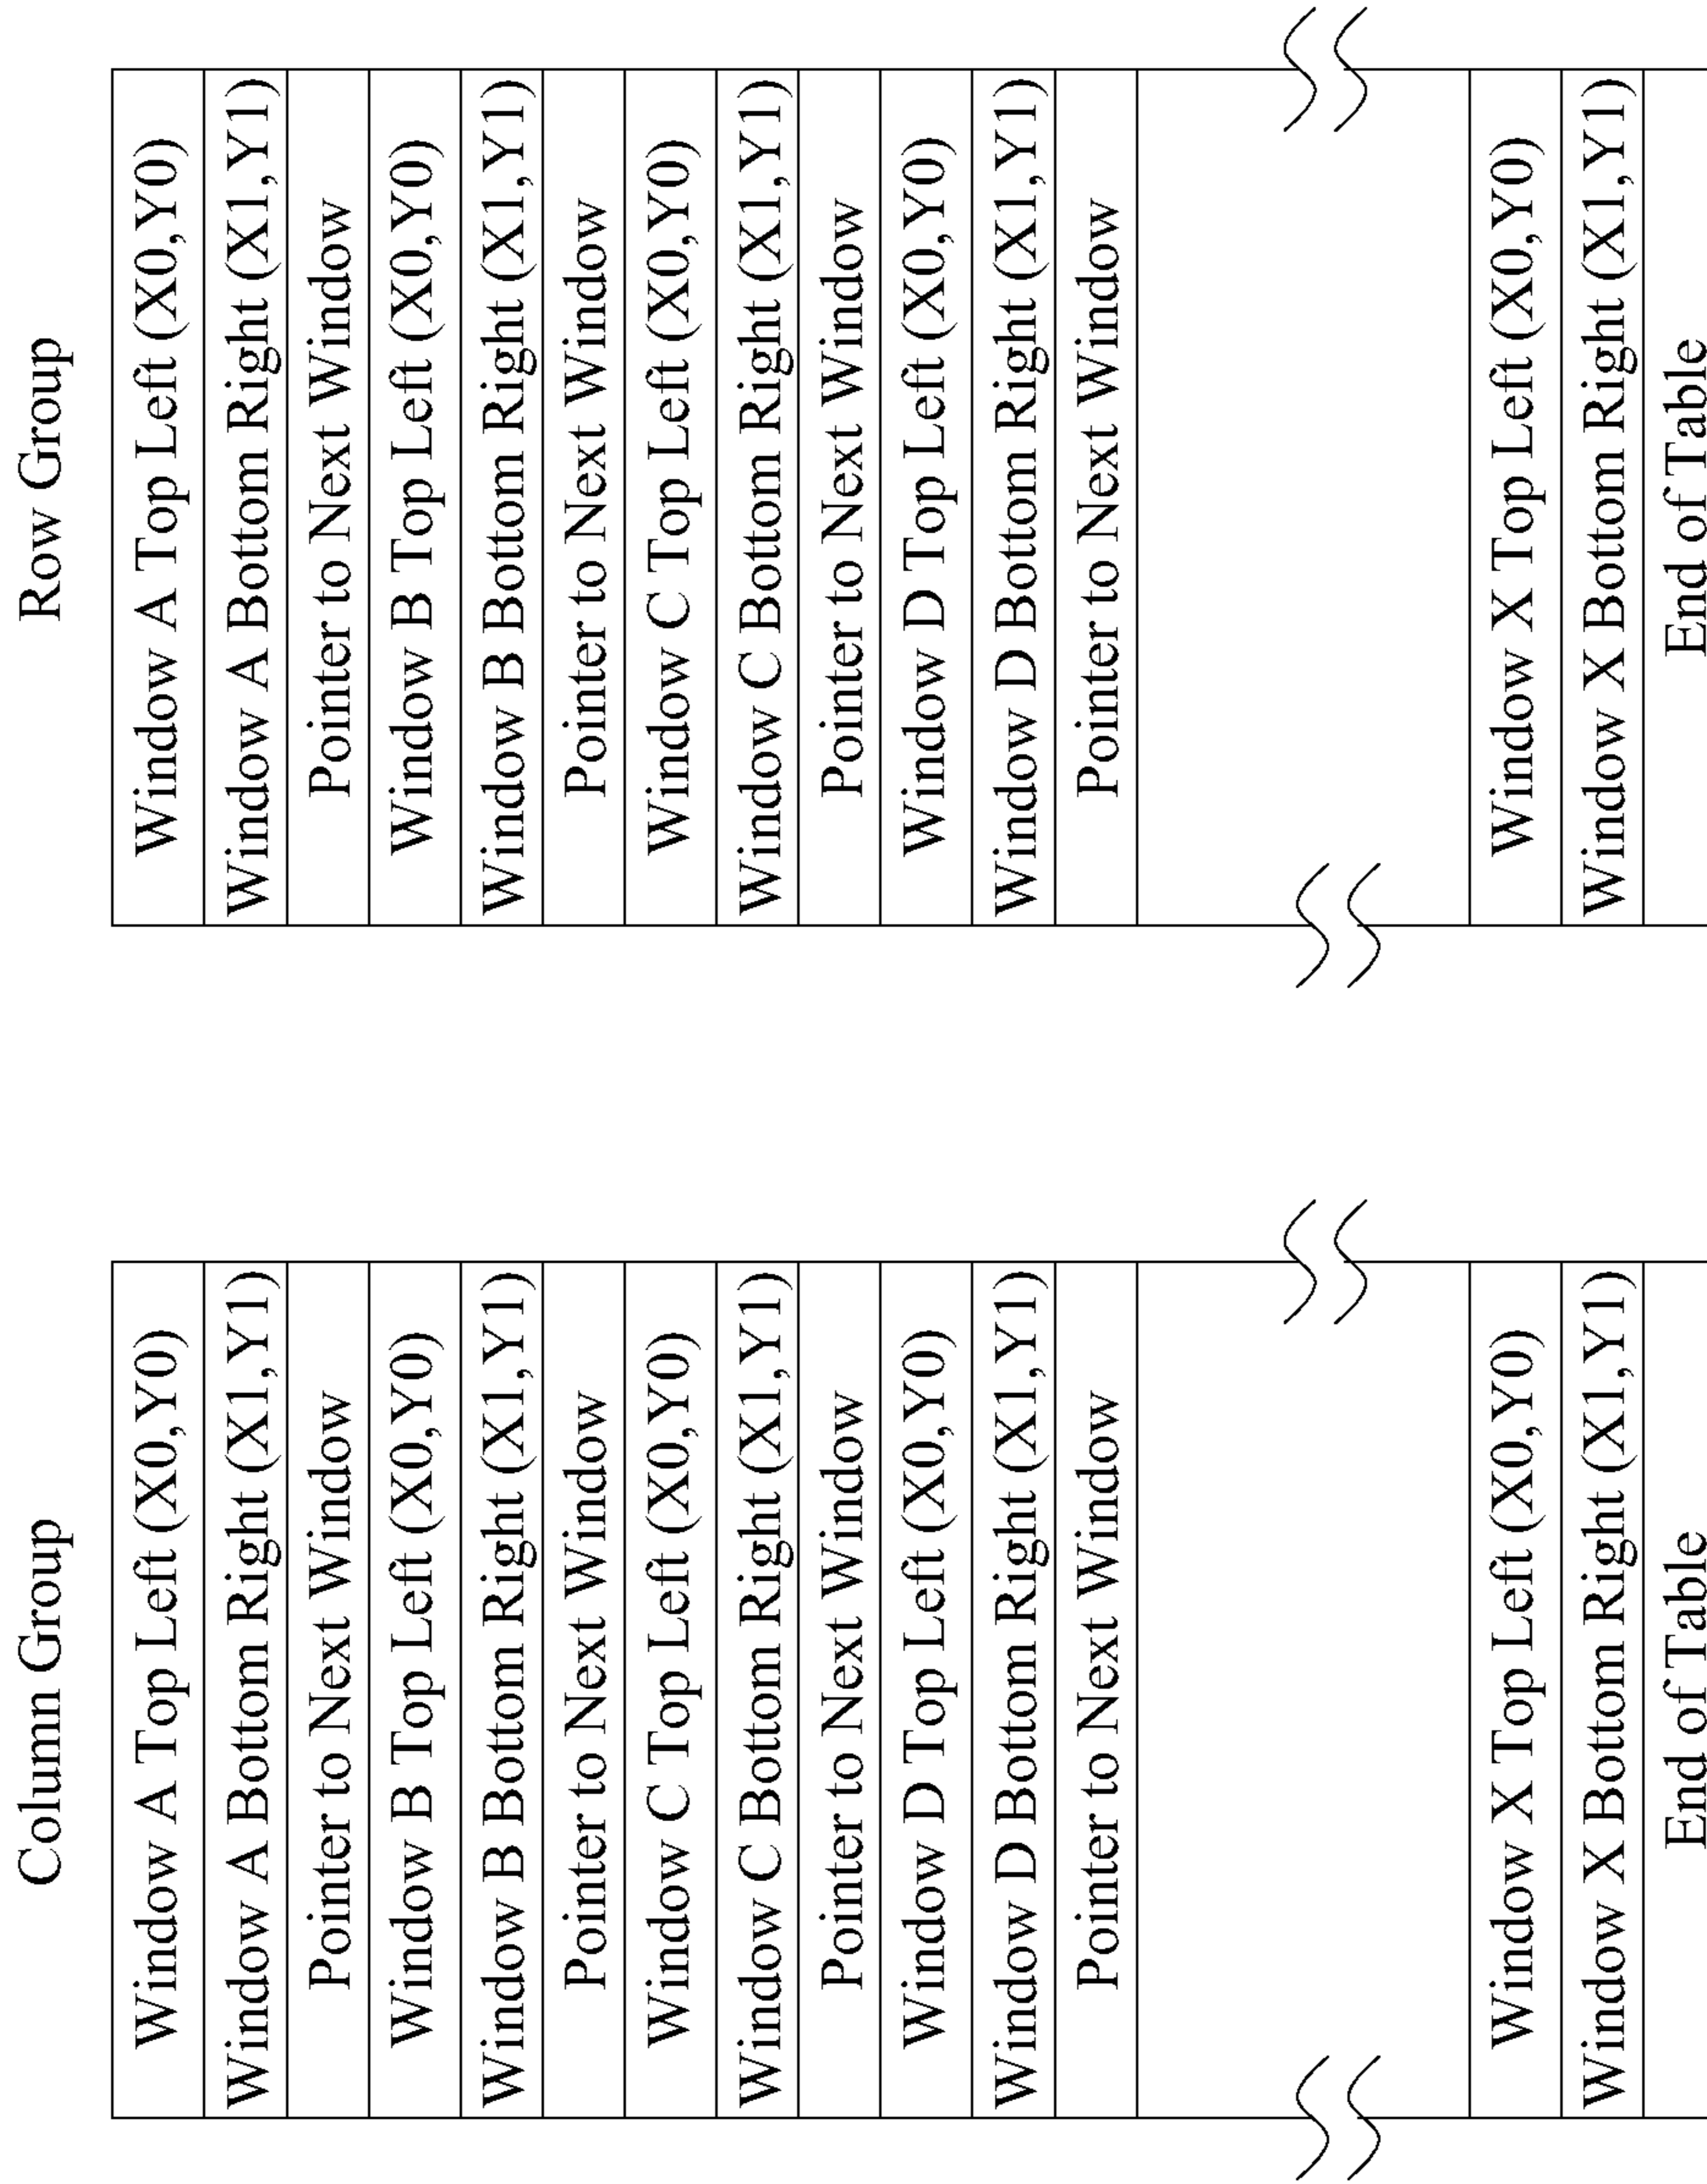 Column Group
Window A Top Left (X0,Y0)
Window A Bottom Right (X1,Y1)
Pointer to Next Window
Window B Top Left (X0,Y0)
Window B Bottom Right (X1,Y1)
Pointer to Next Window
Window C Top Left (X0,Y0)
Window C Bottom Right (X1,Y1)
Pointer to Next Window
Window D Top Left (X0,Y0)
Window D Bottom Right (X1,Y1)
Pointer to Next Window
Window X Top Left (X0,Y0)
Window X Bottom Right (X1,Y1)
End of Table
Row Group
Window A Top Left (X0,Y0)
Window A Bottom Right (X1,Y1)
Pointer to Next Window
Window B Top Left (X0,Y0)
Window B Bottom Right (X1,Y1)
Pointer to Next Window
Window C Top Left (X0,Y0)
Window C Bottom Right (X1,Y1)
Pointer to Next Window
Window D Top Left (X0,Y0)
Window D Bottom Right (X1,Y1)
Pointer to Next Window
Window X Top Left (X0,Y0)
Window X Bottom Right (X1,Y1)
End of Table